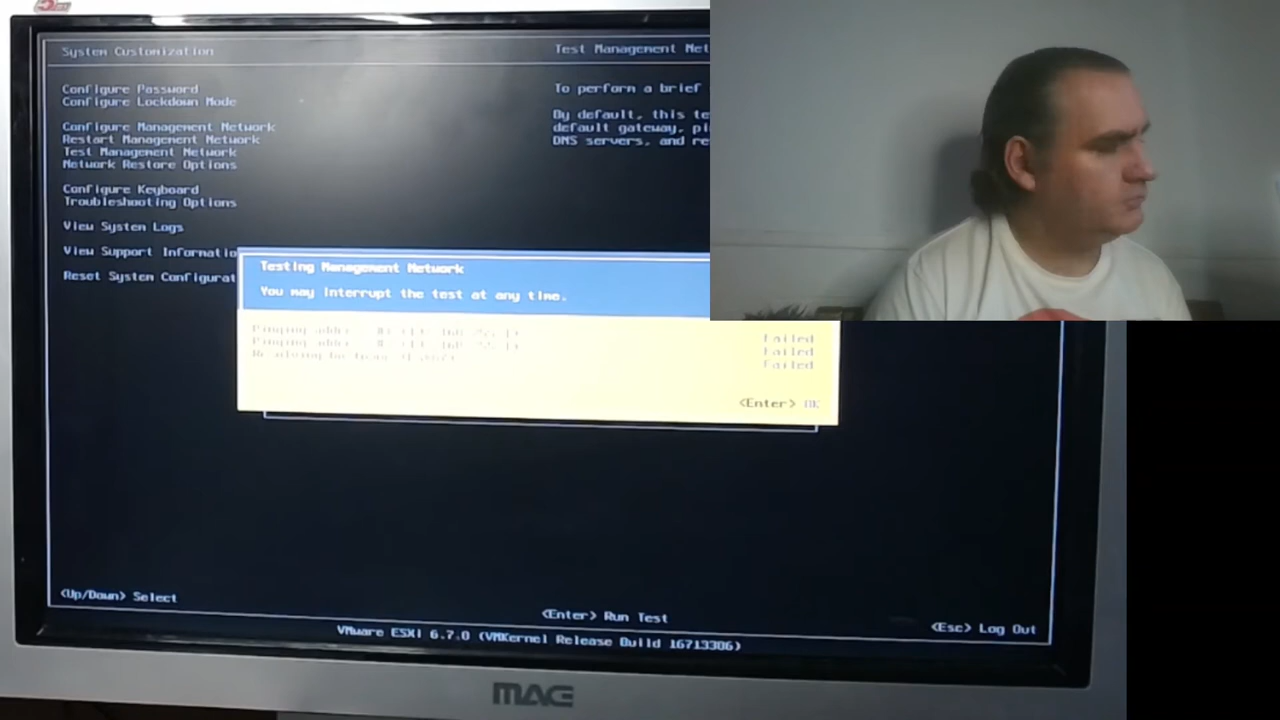 System Customization
Test Management Net
Configure Password
Configure Lockdown Mode
Configure Management Network
Restart Management Network
Test Management Network
Network Restore Options
Configure Keyboard
Troubleshooting Options
View System Logs
View Support Informatio
Reset System Configurat
To perform a brief
By default, this te
default gateway, pi
DNS servers, and re
Testing Management Network
You may interrupt the test at any time.
Pinging Failed
Pinging Failed
Failed
<Enter> OK
<Up/Down> Select
<Enter> Run Test
<Esc> Log Out
VMware ESXi 6.7.0 (VMKernel Release Build 16713306)
MAG